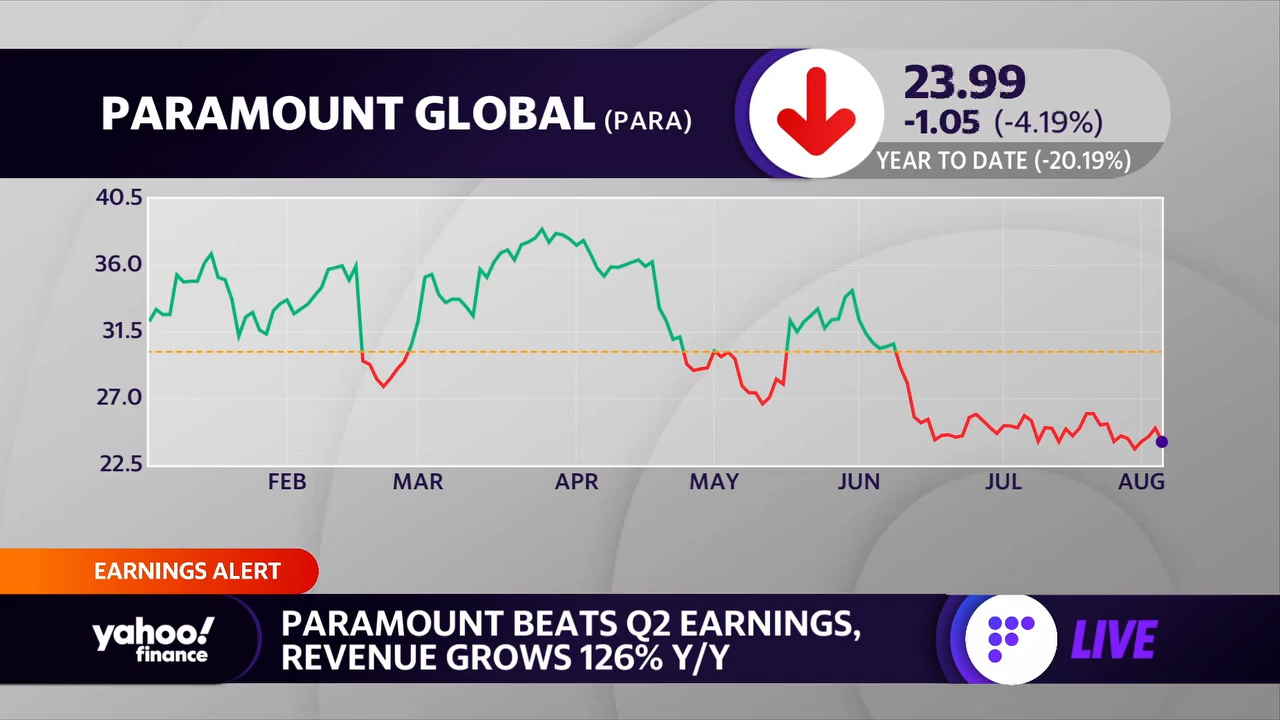 PARAMOUNT GLOBAL (PARA)
23.99
-1.05 (-4.19%)
YEAR TO DATE (-20.19%)
40.5
36.0
31.5
27.0
22.5
FEB MAR APR MAY JUN JUL AUG
EARNINGS ALERT
yahoo!
finance
PARAMOUNT BEATS Q2 EARNINGS,
REVENUE GROWS 126% Y/Y
LIVE